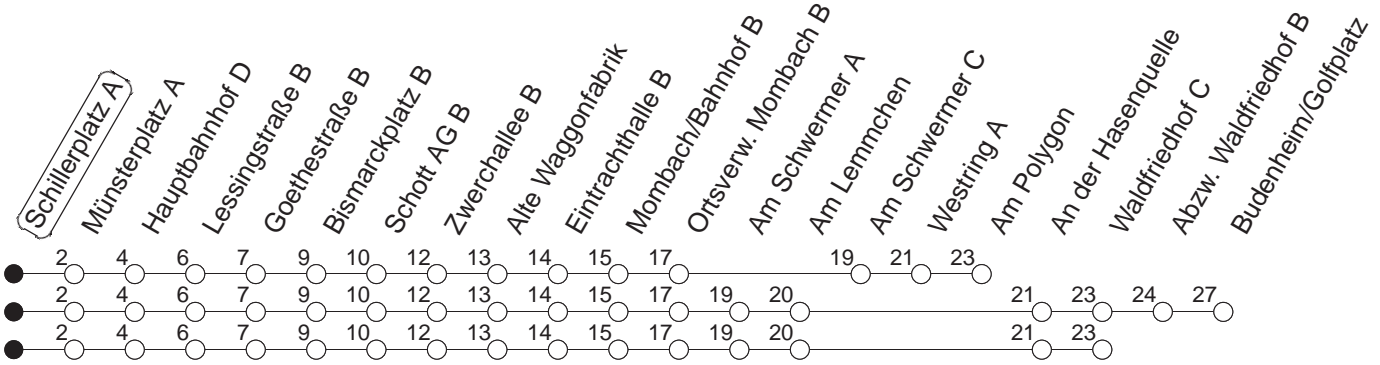 Schillerplatz A
Münsterplatz A
Hauptbahnhof D
Lessingstraße B
Goethestraße B
Bismarckplatz B
Schott AG B
Zwerchallee B
Alte Waggonfabrik
Eintrachthalle B
Mombach/Bahnhof B
Ortsverw. Mombach B
Am Schwermer A
Am Lemmchen
Am Schwermer C
Westring A
Am Polygon
An der Hasenquelle
Waldfriedhof C
Abzw. Waldfriedhof B
Budenheim/Golfplatz
2 4 6 7 9 10 12 13 14 15 17 19 21 23
2 4 6 7 9 10 12 13 14 15 17 19 20 21 23 24 27
2 4 6 7 9 10 12 13 14 15 17 19 20 21 23